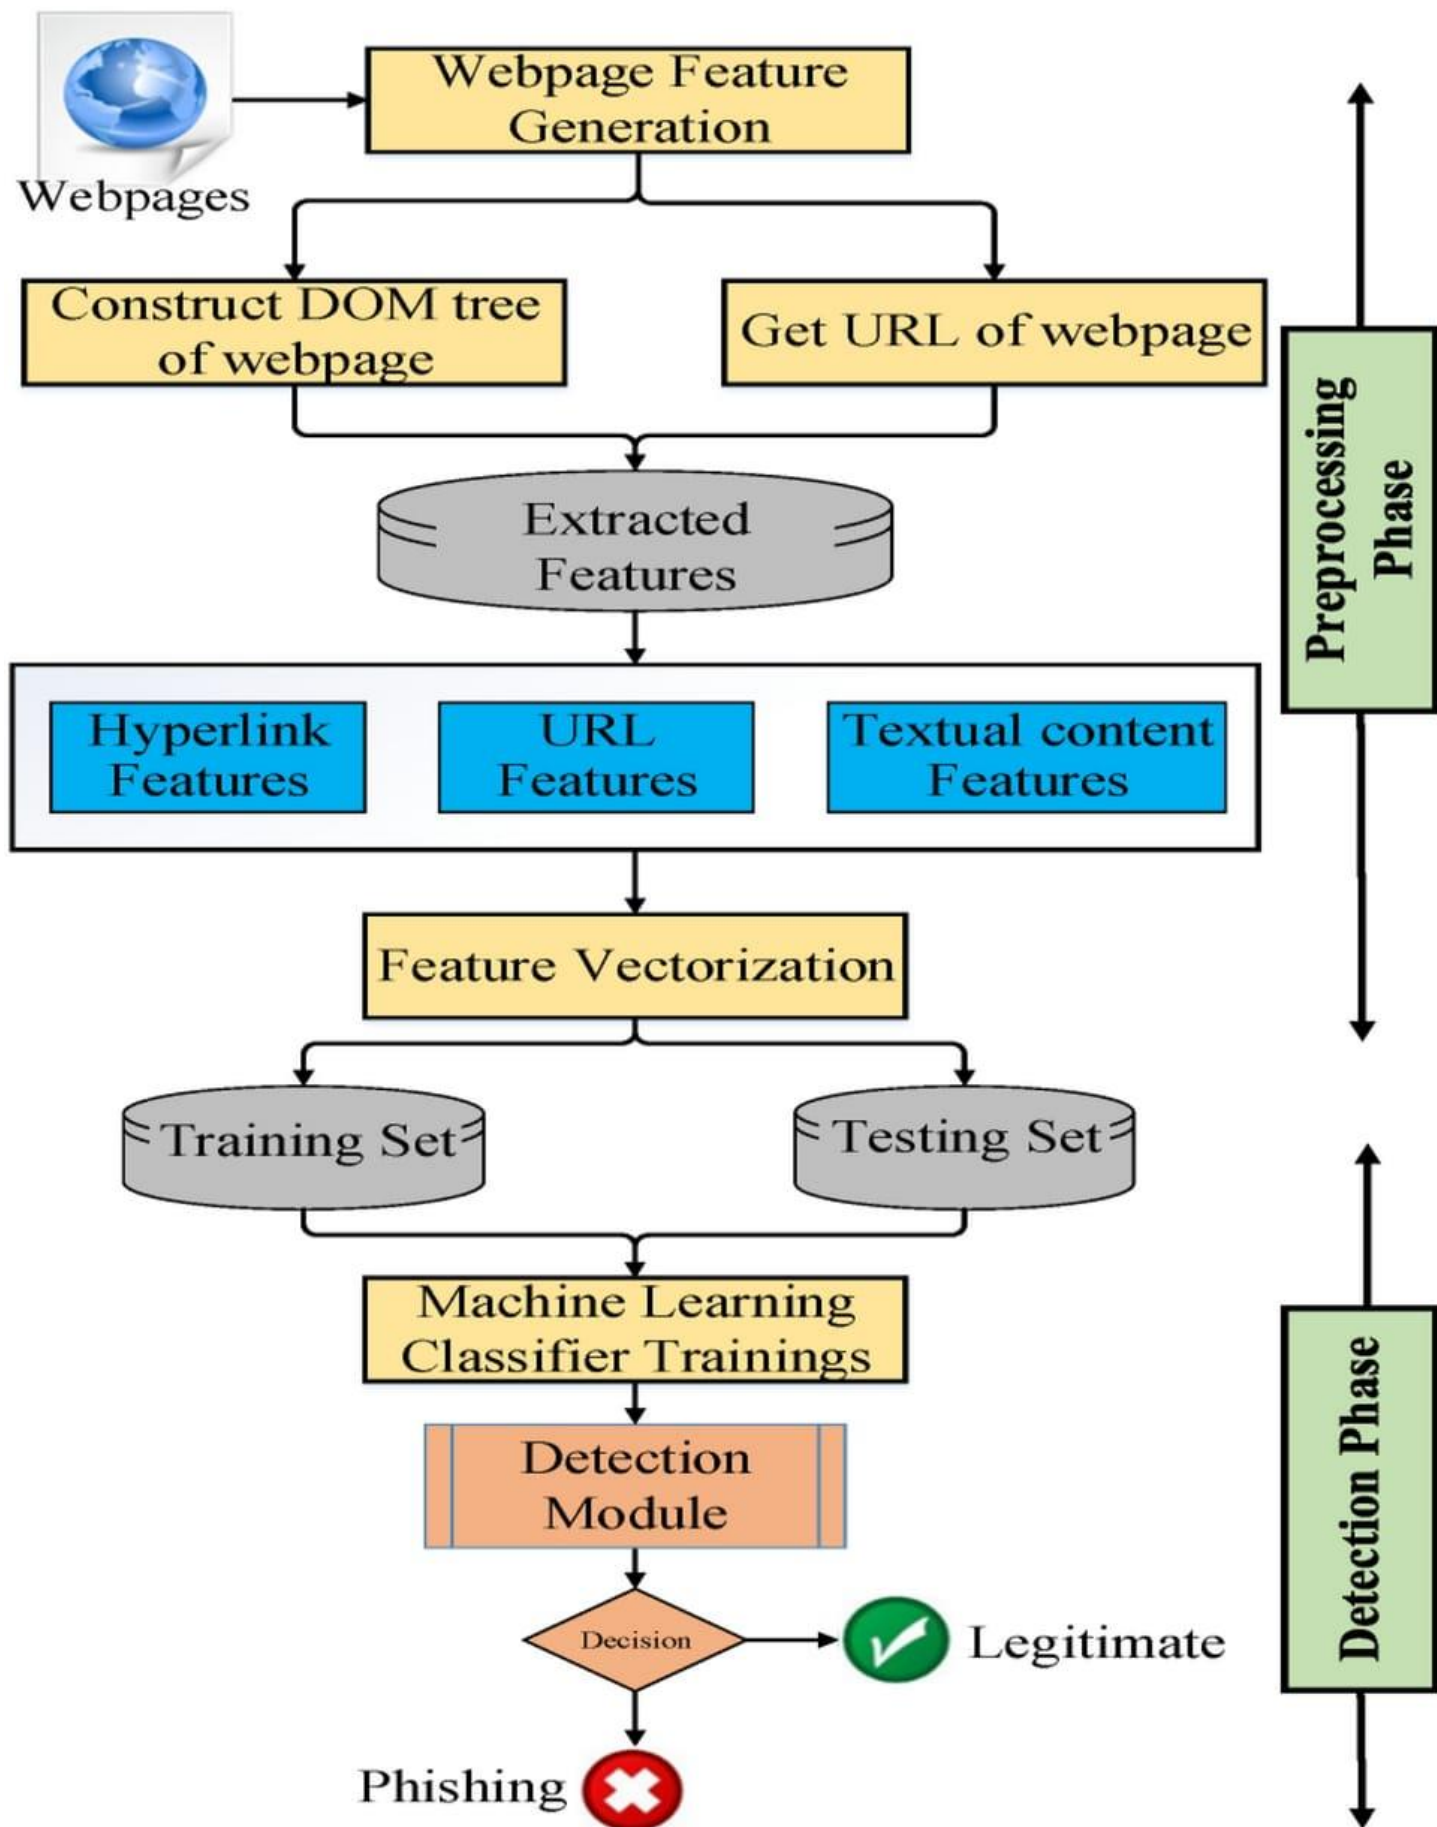 Webpages
Webpage Feature
Generation
Construct DOM tree
of webpage
Get URL of webpage
Extracted
Features
Hyperlink
Features
URL
Features
Textual content
Features
Feature Vectorization
Preprocessing
Phase
Training Set
Testing Set
Machine Learning
Classifier Trainings
Detection
Module
Decision
Legitimate
Phishing
Detection Phase